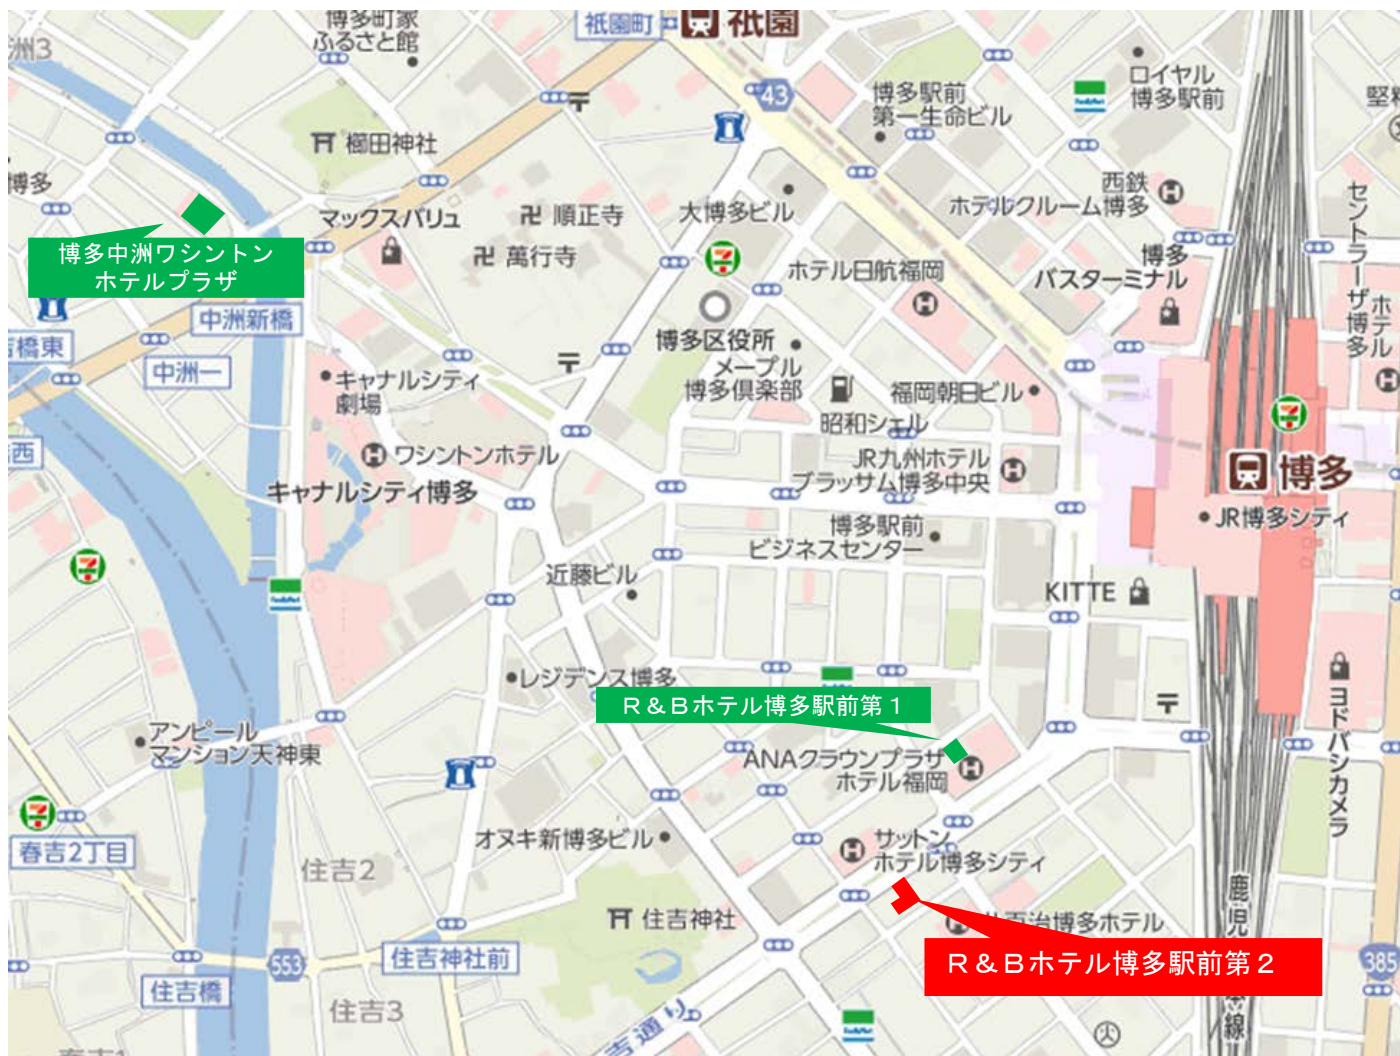 博多町家
ふるさと館
祇園町
祇園
洲3
43
博多駅前
第一生命ビル
ロイヤル
博多駅前
櫛田神社
博多
マックスバリュ
順正寺
萬行寺
大博多ビル
西鉄
ホテルクルーム博多
博多
バスターミナル
セントラーザ博多
ホテル
博多中洲ワシントン
ホテルプラザ
ホテル日航福岡
中洲新橋
橋東
中洲一
博多区役所
メープル
博多倶楽部
キャナルシティ
劇場
福岡朝日ビル
昭和シェル
西
ワシントンホテル
キャナルシティ博多
JR九州ホテル
ブラッサム博多中央
博多
JR博多シティ
博多駅前
ビジネスセンター
近藤ビル
KITTE
FamilyMart
レジデンス博多
R&Bホテル博多駅前第1
ヨドバシカメラ
アンピール
マンション天神東
ANAクラウンプラザ
ホテル福岡
オヌキ新博多ビル
サットン
ホテル博多シティ
春吉2丁目
住吉2
住吉神社
八百治博多ホテル
R&Bホテル博多駅前第2
住吉神社前
553
住吉橋
住吉3
385
吉通り
FamilyMart
春吉1